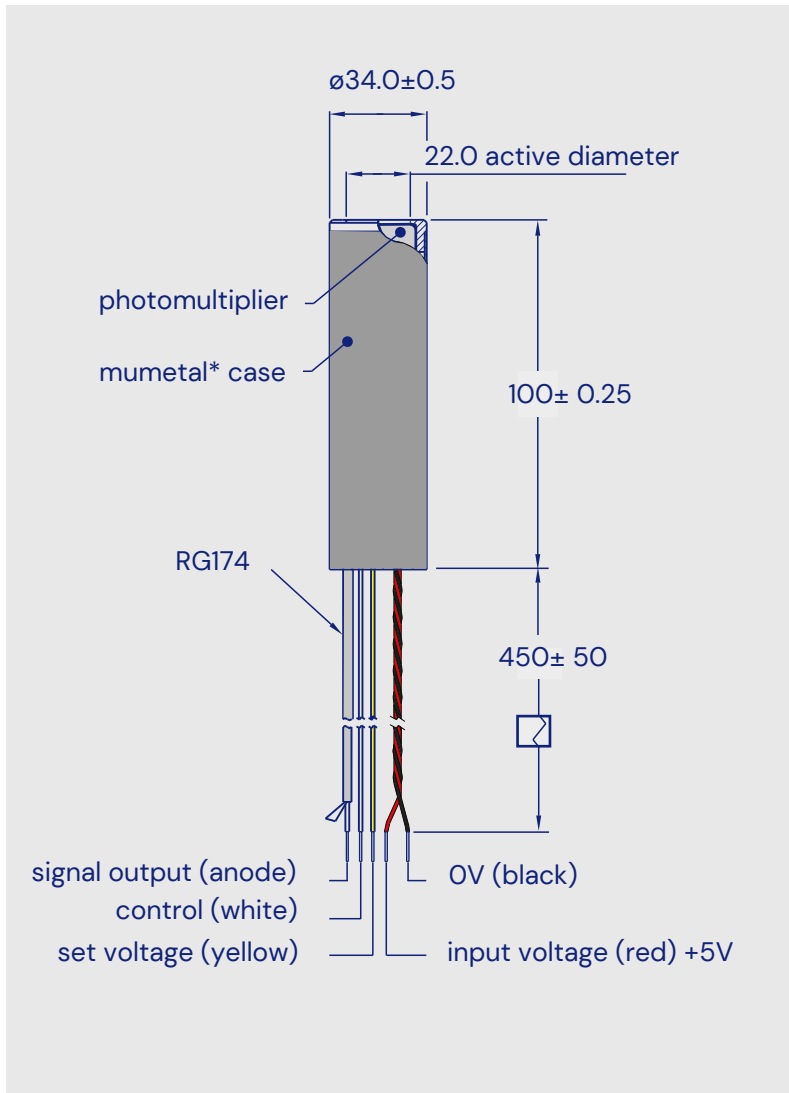 ø34.0±0.5
22.0 active diameter
photomultiplier
mumetal* case
100± 0.25
RG174
450± 50
signal output (anode)
0V (black)
control (white)
set voltage (yellow)
input voltage (red) +5V